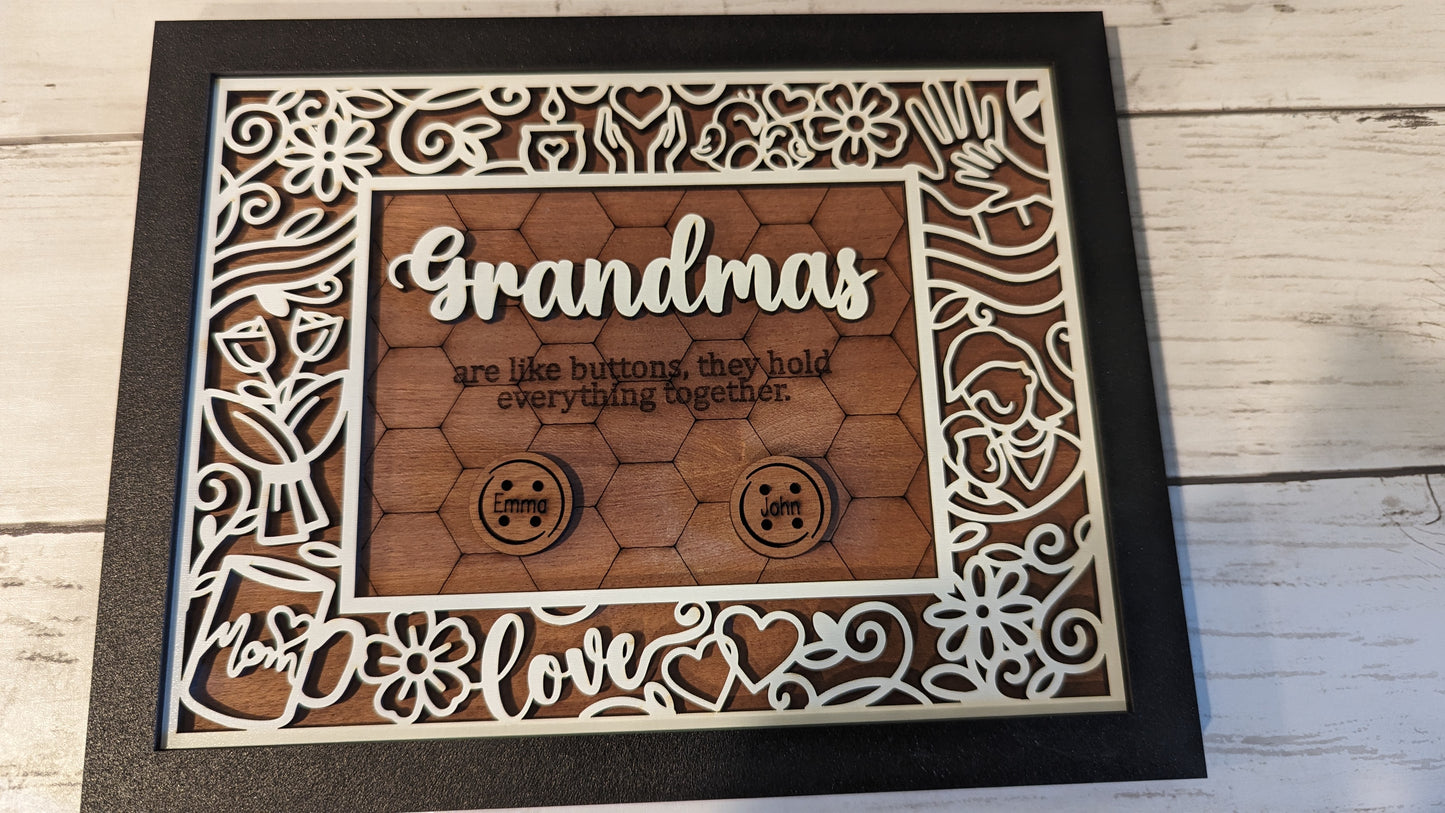 Grandmas
are like buttons, they hold
everything together.
Emma
John
Mom
love